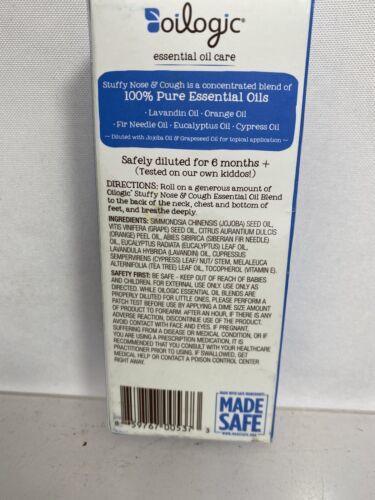 oilogic®
essential oil care
Stuffy Nose & Cough is a concentrated blend of
100% Pure Essential Oils
• Lavandin Oil • Orange Oil
• Fir Needle Oil • Eucalyptus Oil • Cypress Oil
~ Diluted with Jojoba Oil & Grapeseed Oil for topical application ~
Safely diluted for 6 months +
(Tested on our own kiddos!)
DIRECTIONS: Roll on a generous amount of
Oilogic® Stuffy Nose & Cough Essential Oil Blend
to the back of the neck, chest and bottom of
feet, and breathe deeply.
INGREDIENTS: SIMMONDSIA CHINENSIS (JOJOBA) SEED OIL,
VITIS VINIFERA (GRAPE) SEED OIL, CITRUS AURANTIUM DULCIS
(ORANGE) PEEL OIL, ABIES SIBIRICA (SIBERIAN FIR NEEDLE)
OIL, EUCALYPTUS RADIATA (EUCALYPTUS) LEAF OIL,
LAVANDULA HYBRIDA (LAVANDIN) OIL, CUPRESSUS
SEMPERVIRENS (CYPRESS) LEAF/ NUT/ STEM, MELALEUCA
ALTERNIFOLIA (TEA TREE) LEAF OIL, TOCOPHEROL (VITAMIN E).
SAFETY FIRST: BE SAFE - KEEP OUT OF REACH OF BABIES
AND CHILDREN. FOR EXTERNAL USE ONLY. USE ONLY AS
DIRECTED. WHILE OILOGIC ESSENTIAL OIL BLENDS ARE
PROPERLY DILUTED FOR LITTLE ONES, PLEASE PERFORM A
PATCH TEST BEFORE USE BY APPLYING A DIME SIZE AMOUNT
OF PRODUCT TO FOREARM. AFTER AN HOUR, IF THERE IS ANY
ADVERSE REACTION, DISCONTINUE USE OF THE PRODUCT.
AVOID CONTACT WITH FACE AND EYES. IF PREGNANT,
SUFFERING FROM A DISEASE OR MEDICAL CONDITION, OR IF
YOU ARE USING A PRESCRIPTION MEDICATION, IT IS
RECOMMENDED THAT YOU CONSULT WITH YOUR HEALTHCARE
PRACTITIONER PRIOR TO USING. IF SWALLOWED, GET
MEDICAL HELP OR CONTACT A POISON CONTROL CENTER
RIGHT AWAY.
MADE WITH SAFE INGREDIENTS
MADE
SAFE
WWW.MADESAFE.ORG
8 59767 00537 3